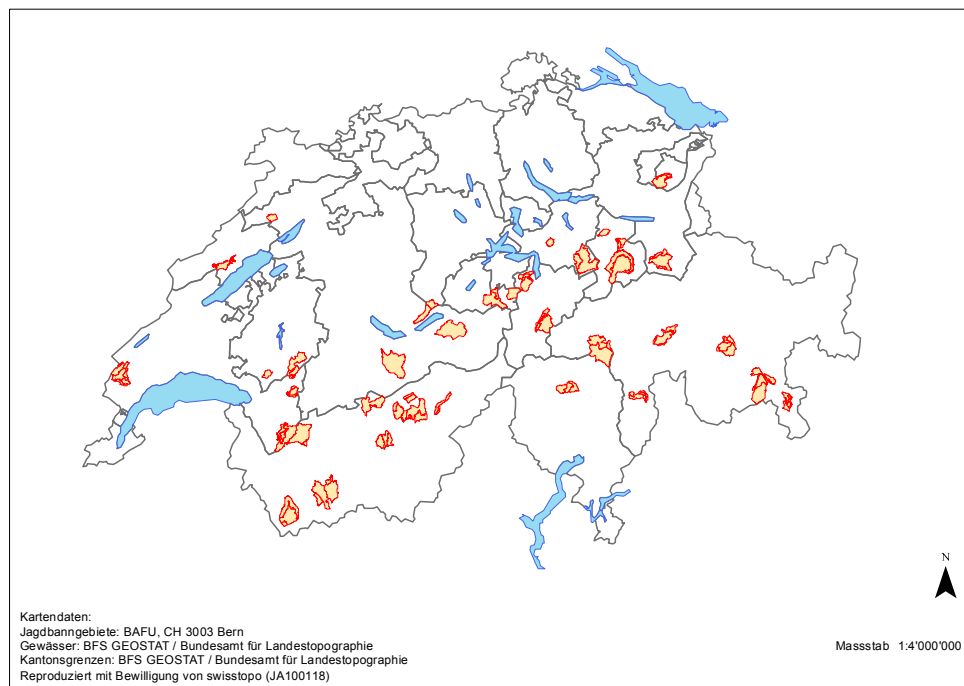 N
Kartendaten:
Jagdbanngebiete: BAFU, CH 3003 Bern
Gewässer: BFS GEOSTAT / Bundesamt für Landestopographie
Kantonsgrenzen: BFS GEOSTAT / Bundesamt für Landestopographie
Reproduziert mit Bewilligung von swisstopo (JA100118)
Massstab 1:4'000'000